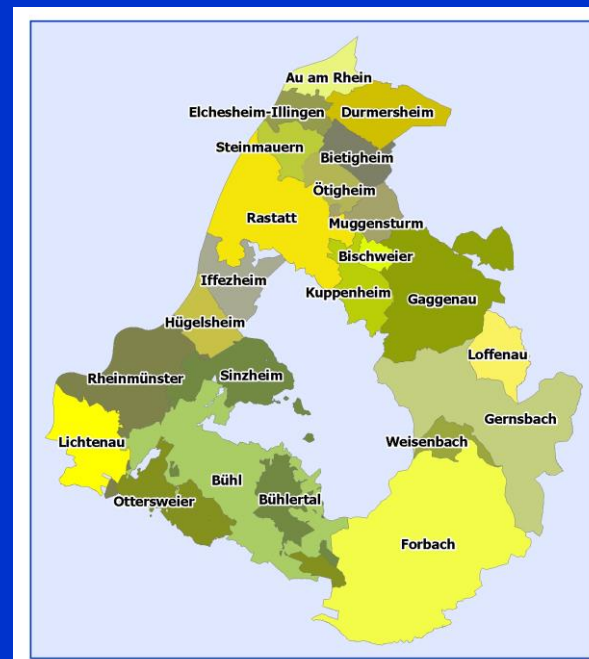 Au am Rhein
Elchesheim-Illingen
Durmersheim
Steinmauern
Bietigheim
Ötigheim
Rastatt
Muggensturm
Bischweier
Iffezheim
Kuppenheim
Gaggenau
Hügelsheim
Loffenau
Rheinmünster
Sinzheim
Gernsbach
Lichtenau
Weisenbach
Bühl
Ottersweier
Bühlertal
Forbach